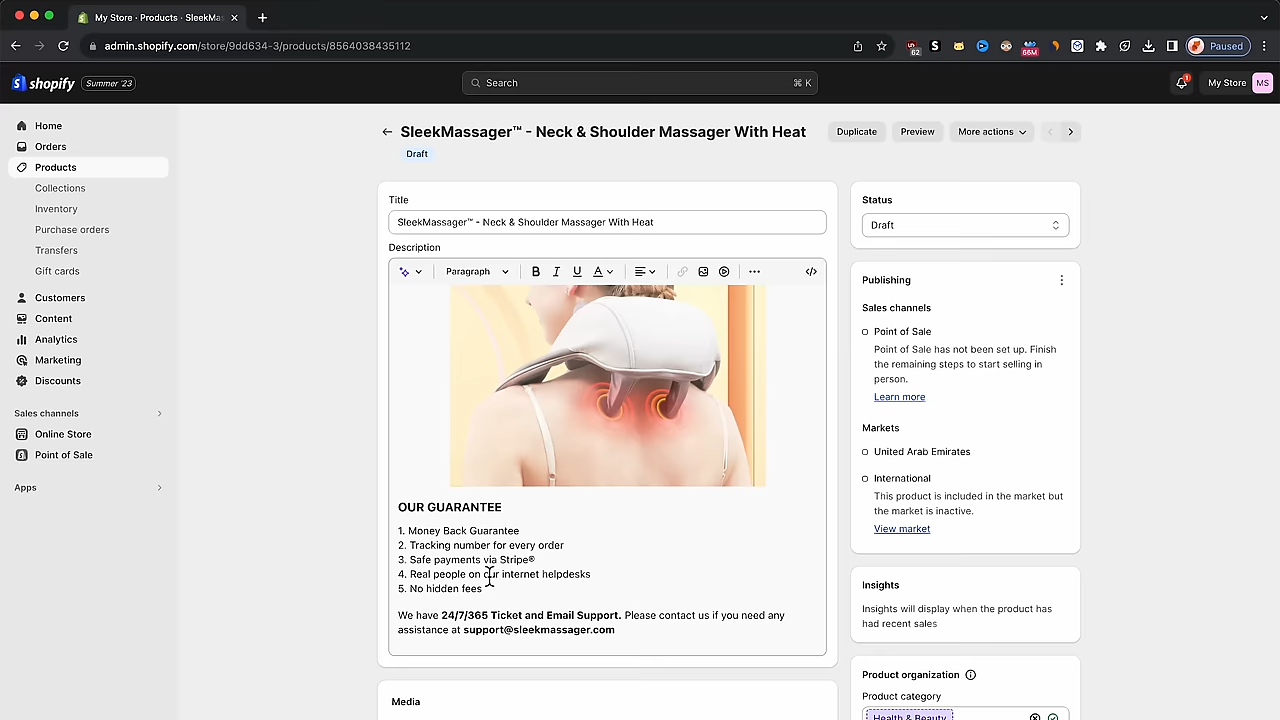 My Store · Products · SleekMas
admin.shopify.com/store/9dd634-3/products/8564038435112
62
66M
Paused
shopify
Summer '23
Search
⌘ K
1
My Store
MS
Home
Orders
Products
Collections
Inventory
Purchase orders
Transfers
Gift cards
Customers
Content
Analytics
Marketing
Discounts
Sales channels
Online Store
Point of Sale
Apps
SleekMassager™ - Neck & Shoulder Massager With Heat
Draft
Duplicate
Preview
More actions
Title
SleekMassager™ - Neck & Shoulder Massager With Heat
Description
Paragraph
B
I
U
A
OUR GUARANTEE
1. Money Back Guarantee
2. Tracking number for every order
3. Safe payments via Stripe®
4. Real people on our internet helpdesks
5. No hidden fees
We have 24/7/365 Ticket and Email Support. Please contact us if you need any
assistance at support@sleekmassager.com
Media
Status
Draft
Publishing
Sales channels
Point of Sale
Point of Sale has not been set up. Finish
the remaining steps to start selling in
person.
Learn more
Markets
United Arab Emirates
International
This product is included in the market but
the market is inactive.
View market
Insights
Insights will display when the product has
had recent sales
Product organization
Product category
Health & Beauty